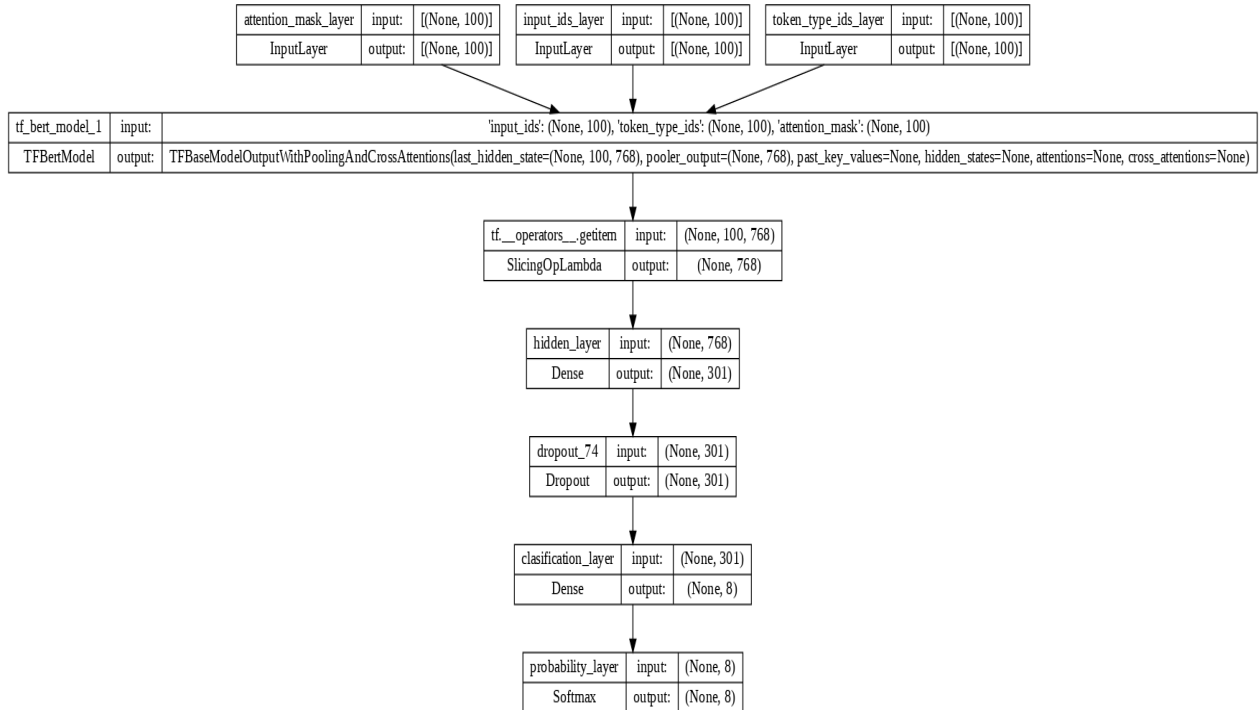 attention_mask_layer input: [(None, 100)]
InputLayer output: [(None, 100)]
input_ids_layer input: [(None, 100)]
InputLayer output: [(None, 100)]
token_type_ids_layer input: [(None, 100)]
InputLayer output: [(None, 100)]
tf_bert_model_1 input: 'input_ids': (None, 100), 'token_type_ids': (None, 100), 'attention_mask': (None, 100)
TFBertModel output: TFBaseModelOutputWithPoolingAndCrossAttentions(last_hidden_state=(None, 100, 768), pooler_output=(None, 768), past_key_values=None, hidden_states=None, attentions=None, cross_attentions=None)
tf.__operators__.getitem input: (None, 100, 768)
SlicingOpLambda output: (None, 768)
hidden_layer input: (None, 768)
Dense output: (None, 301)
dropout_74 input: (None, 301)
Dropout output: (None, 301)
clasification_layer input: (None, 301)
Dense output: (None, 8)
probability_layer input: (None, 8)
Softmax output: (None, 8)